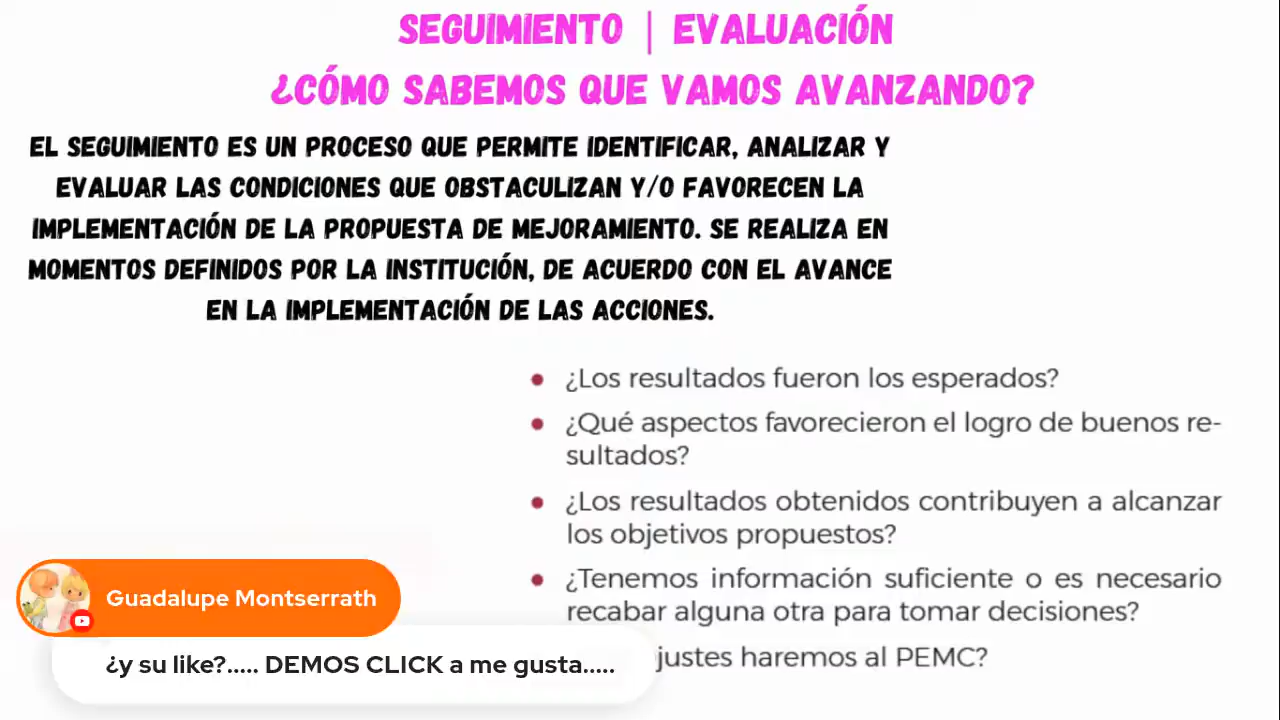 SEGUIMIENTO | EVALUACIÓN
¿CÓMO SABEMOS QUE VAMOS AVANZANDO?
EL SEGUIMIENTO ES UN PROCESO QUE PERMITE IDENTIFICAR, ANALIZAR Y
EVALUAR LAS CONDICIONES QUE OBSTACULIZAN Y/O FAVORECEN LA
IMPLEMENTACIÓN DE LA PROPUESTA DE MEJORAMIENTO. SE REALIZA EN
MOMENTOS DEFINIDOS POR LA INSTITUCIÓN, DE ACUERDO CON EL AVANCE
EN LA IMPLEMENTACIÓN DE LAS ACCIONES.
• ¿Los resultados fueron los esperados?
• ¿Qué aspectos favorecieron el logro de buenos re-
sultados?
• ¿Los resultados obtenidos contribuyen a alcanzar
los objetivos propuestos?
• ¿Tenemos información suficiente o es necesario
recabar alguna otra para tomar decisiones?
justes haremos al PEMC?
Guadalupe Montserrath
¿y su like?..... DEMOS CLICK a me gusta.....